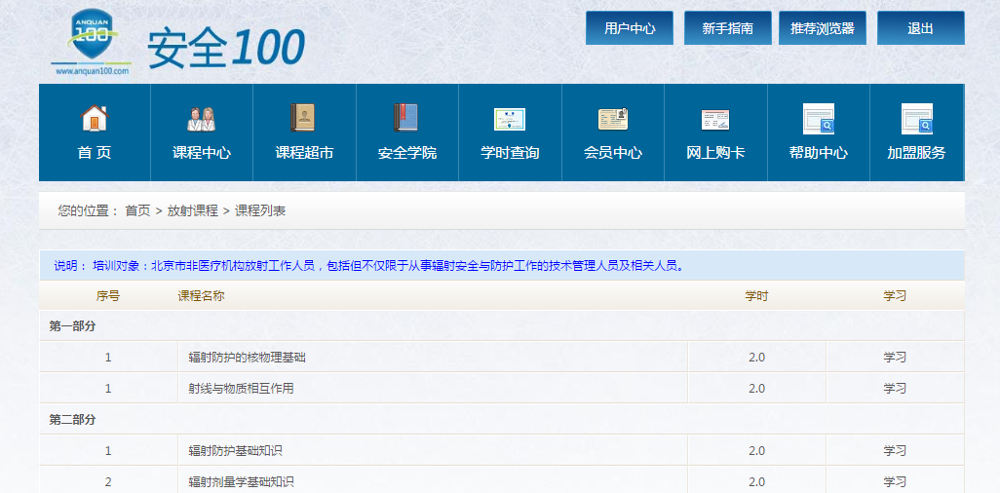 ANQUAN
100
www.anquan100.com
安全100
用户中心 新手指南 推荐浏览器 退出
首 页 课程中心 课程超市 安全学院 学时查询 会员中心 网上购卡 帮助中心 加盟服务
您的位置： 首页 > 放射课程 > 课程列表
说明： 培训对象：北京市非医疗机构放射工作人员，包括但不仅限于从事辐射安全与防护工作的技术管理人员及相关人员。
序号 课程名称 学时 学习
第一部分
1 辐射防护的核物理基础 2.0 学习
1 射线与物质相互作用 2.0 学习
第二部分
1 辐射防护基础知识 2.0 学习
2 辐射剂量学基础知识 2.0 学习